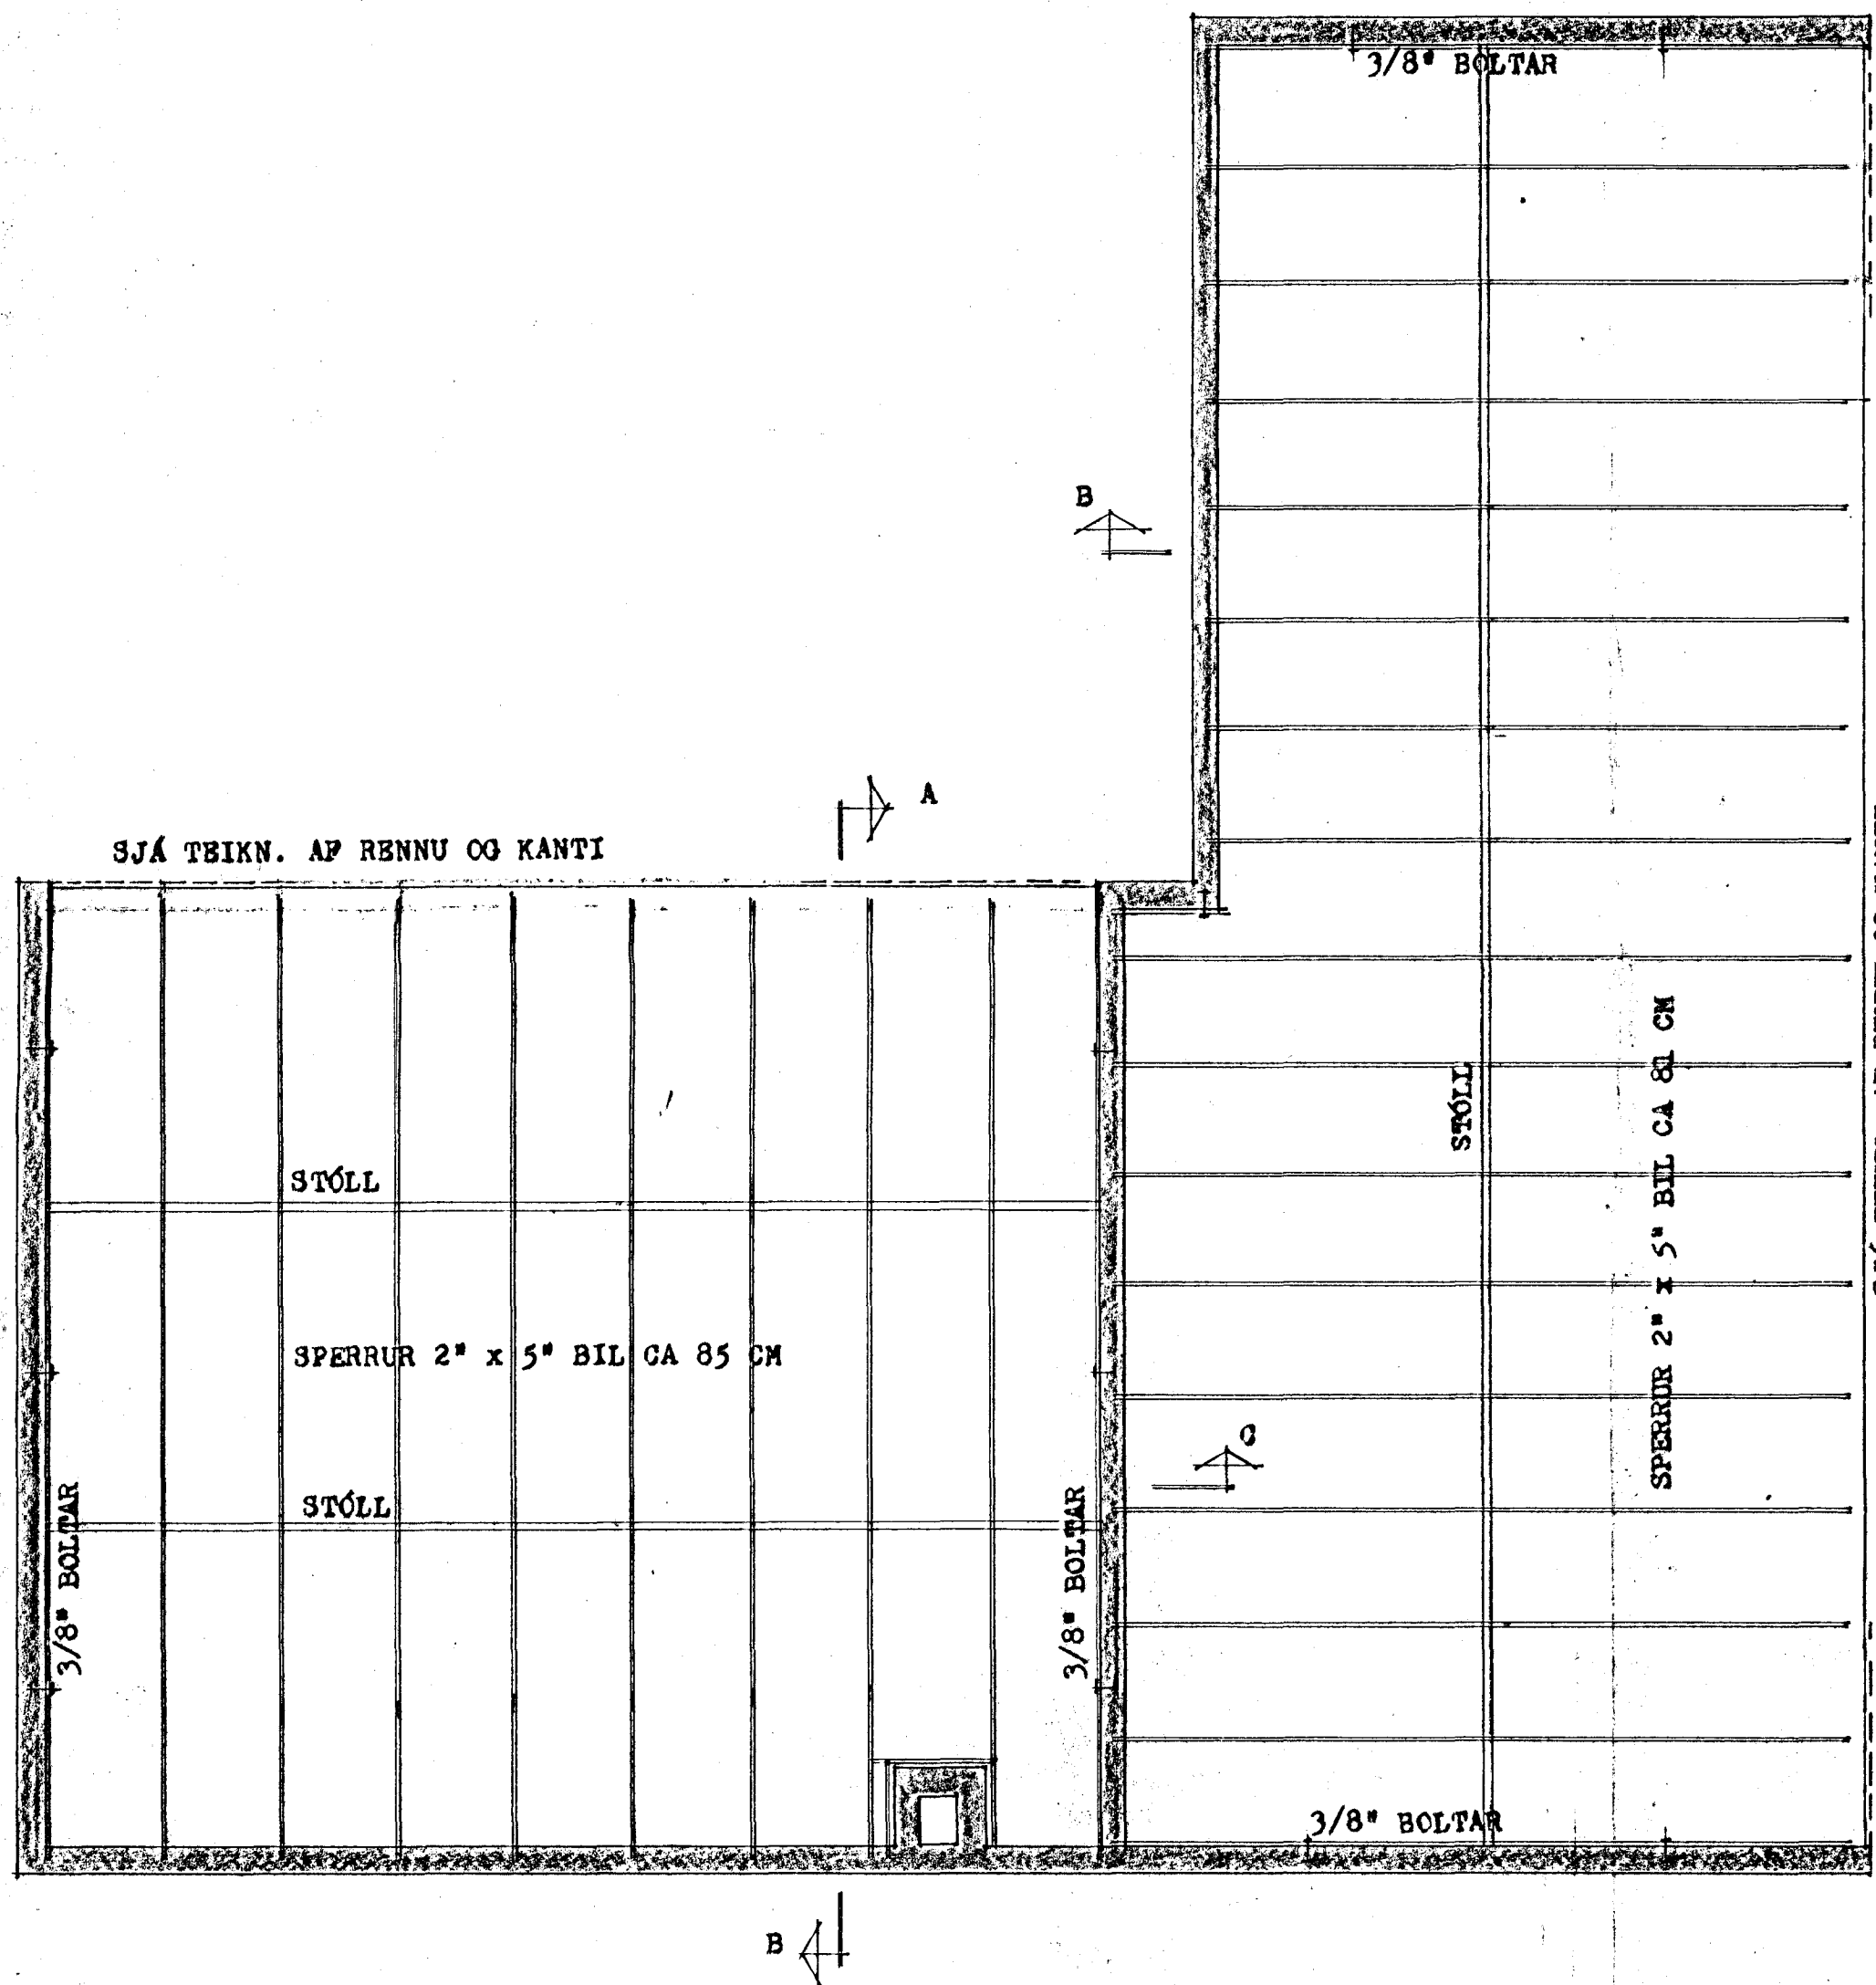 3/8" BOLTAR
B
A
SJÁ TEIKN. AF RENNU OG KANTI
STÓLL
SPERRUR 2" x 5" BIL CA 81 CM
STÓLL
SPERRUR 2" x 5" BIL CA 85 CM
C
STÓLL
3/8" BOLTAR
3/8" BOLTAR
3/8" BOLTAR
B